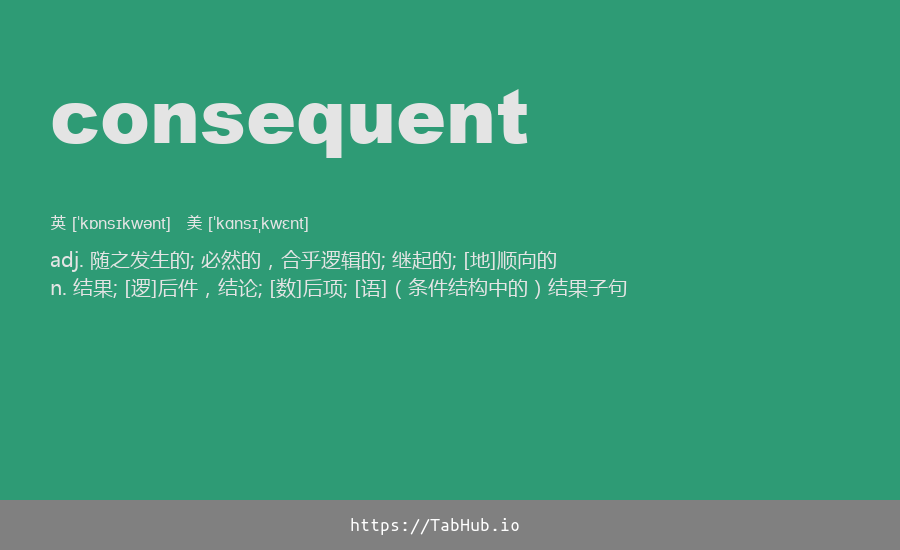 consequent
英 [ˈkɒnsɪkwənt] 美 [ˈkɑnsɪˌkwɛnt]
adj. 随之发生的; 必然的，合乎逻辑的; 继起的; [地]顺向的
n. 结果; [逻]后件，结论; [数]后项; [语]（条件结构中的）结果子句
https://TabHub.io